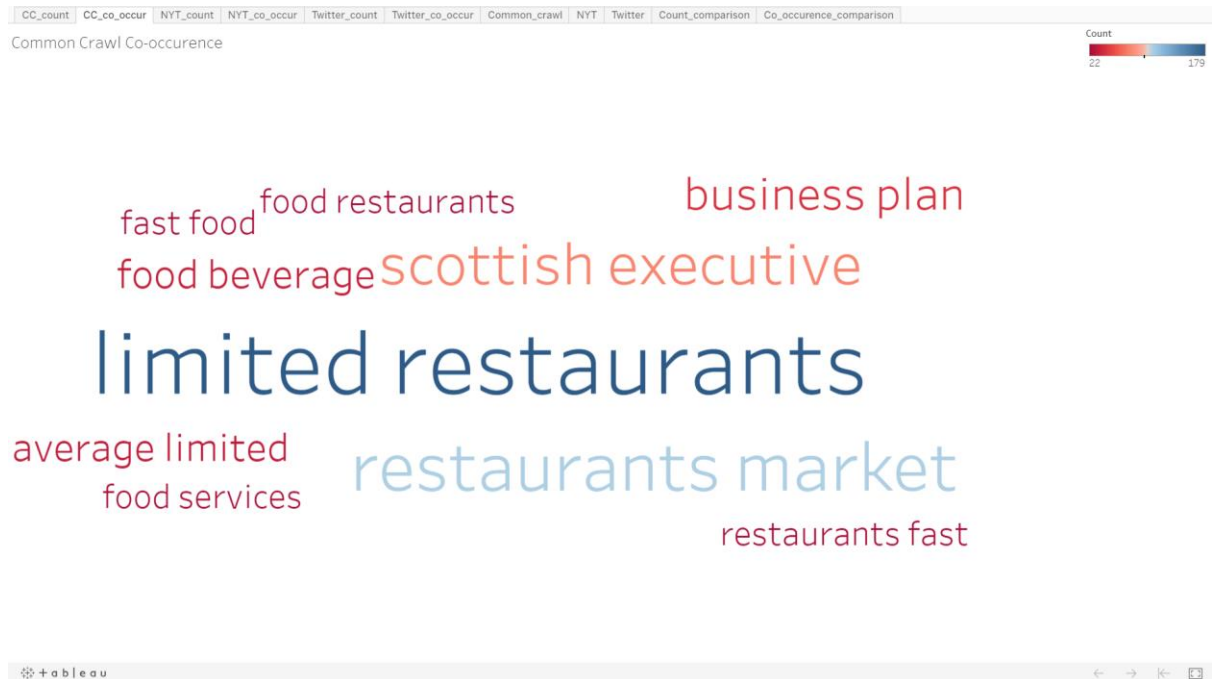 CC_count CC_co_occur NYT_count NYT_co_occur Twitter_count Twitter_co_occur Common_crawl NYT Twitter Count_comparison Co_occurence_comparison
Common Crawl Co-occurence
Count
22 179
business plan
food restaurants
fast food
scottish executive
food beverage
limited restaurants
average limited
restaurants market
food services
restaurants fast
+ableau